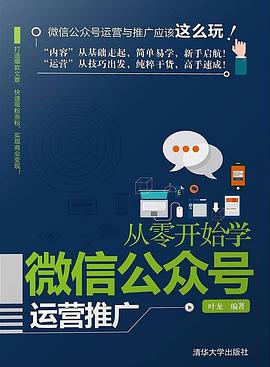 微信公众号运营与推广应该这么玩!
“内容”从基础走起,简单易学,新手启航!
“运营”从技巧出发,纯粹干货,高手速成!
打造爆款文章,快速吸粉涨粉,实现商业变现!
从零开始学
微信公众号
运营推广
叶龙 编著
清华大学出版社